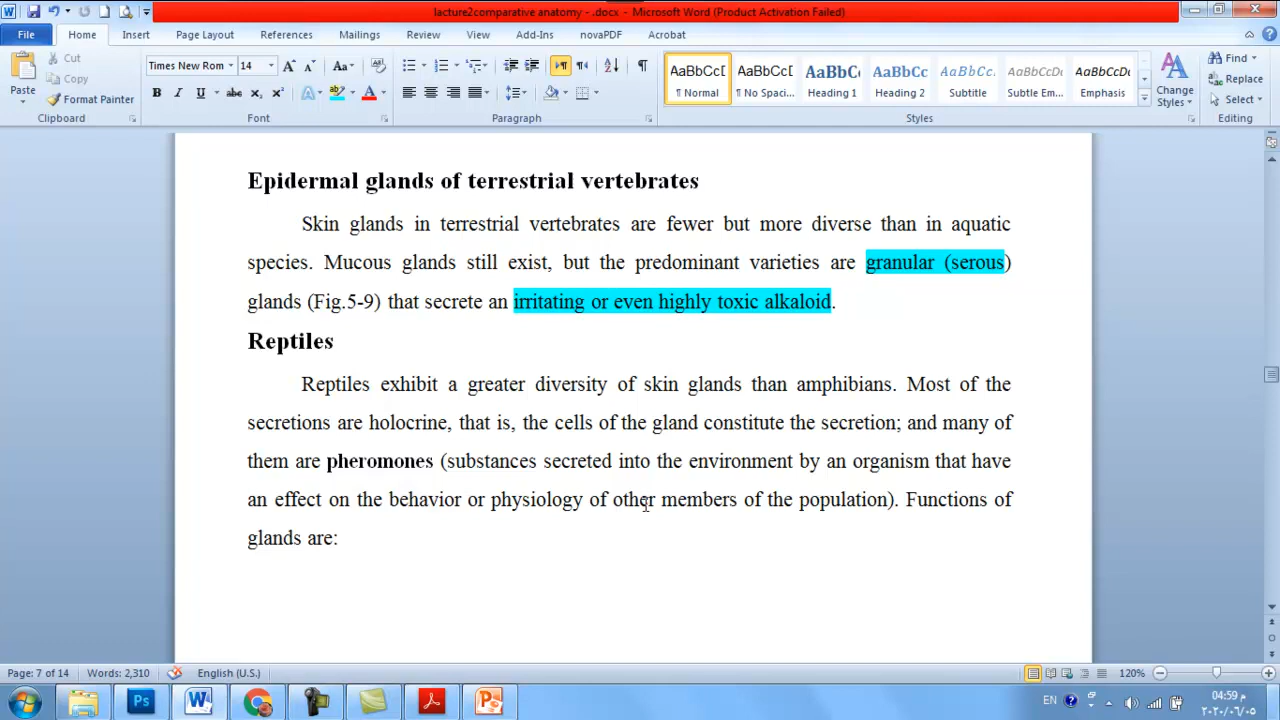 lacture2comparative anatomy - .docx - Microsoft Word (Product Activation Failed)
File Home Insert Page Layout References Mailings Review View Add-Ins novaPDF Acrobat
Paste Cut Copy Format Painter
Times New Rom 14
AaBbCcD AaBbCcD AaBbCc AaBbCc AaBbCc. AaBbCcD AaBbCcDc
¶ Normal ¶ No Spaci... Heading 1 Heading 2 Subtitle Subtle Em... Emphasis
Change Styles
Find Replace Select
Clipboard Font Paragraph Styles Editing
Epidermal glands of terrestrial vertebrates
Skin glands in terrestrial vertebrates are fewer but more diverse than in aquatic
species. Mucous glands still exist, but the predominant varieties are granular (serous)
glands (Fig.5-9) that secrete an irritating or even highly toxic alkaloid.
Reptiles
Reptiles exhibit a greater diversity of skin glands than amphibians. Most of the
secretions are holocrine, that is, the cells of the gland constitute the secretion; and many of
them are pheromones (substances secreted into the environment by an organism that have
an effect on the behavior or physiology of other members of the population). Functions of
glands are:
Page: 7 of 14 Words: 2,310 English (U.S.) 120%
EN 04:59 م
٢٠٢٠/٠٦/٠٥